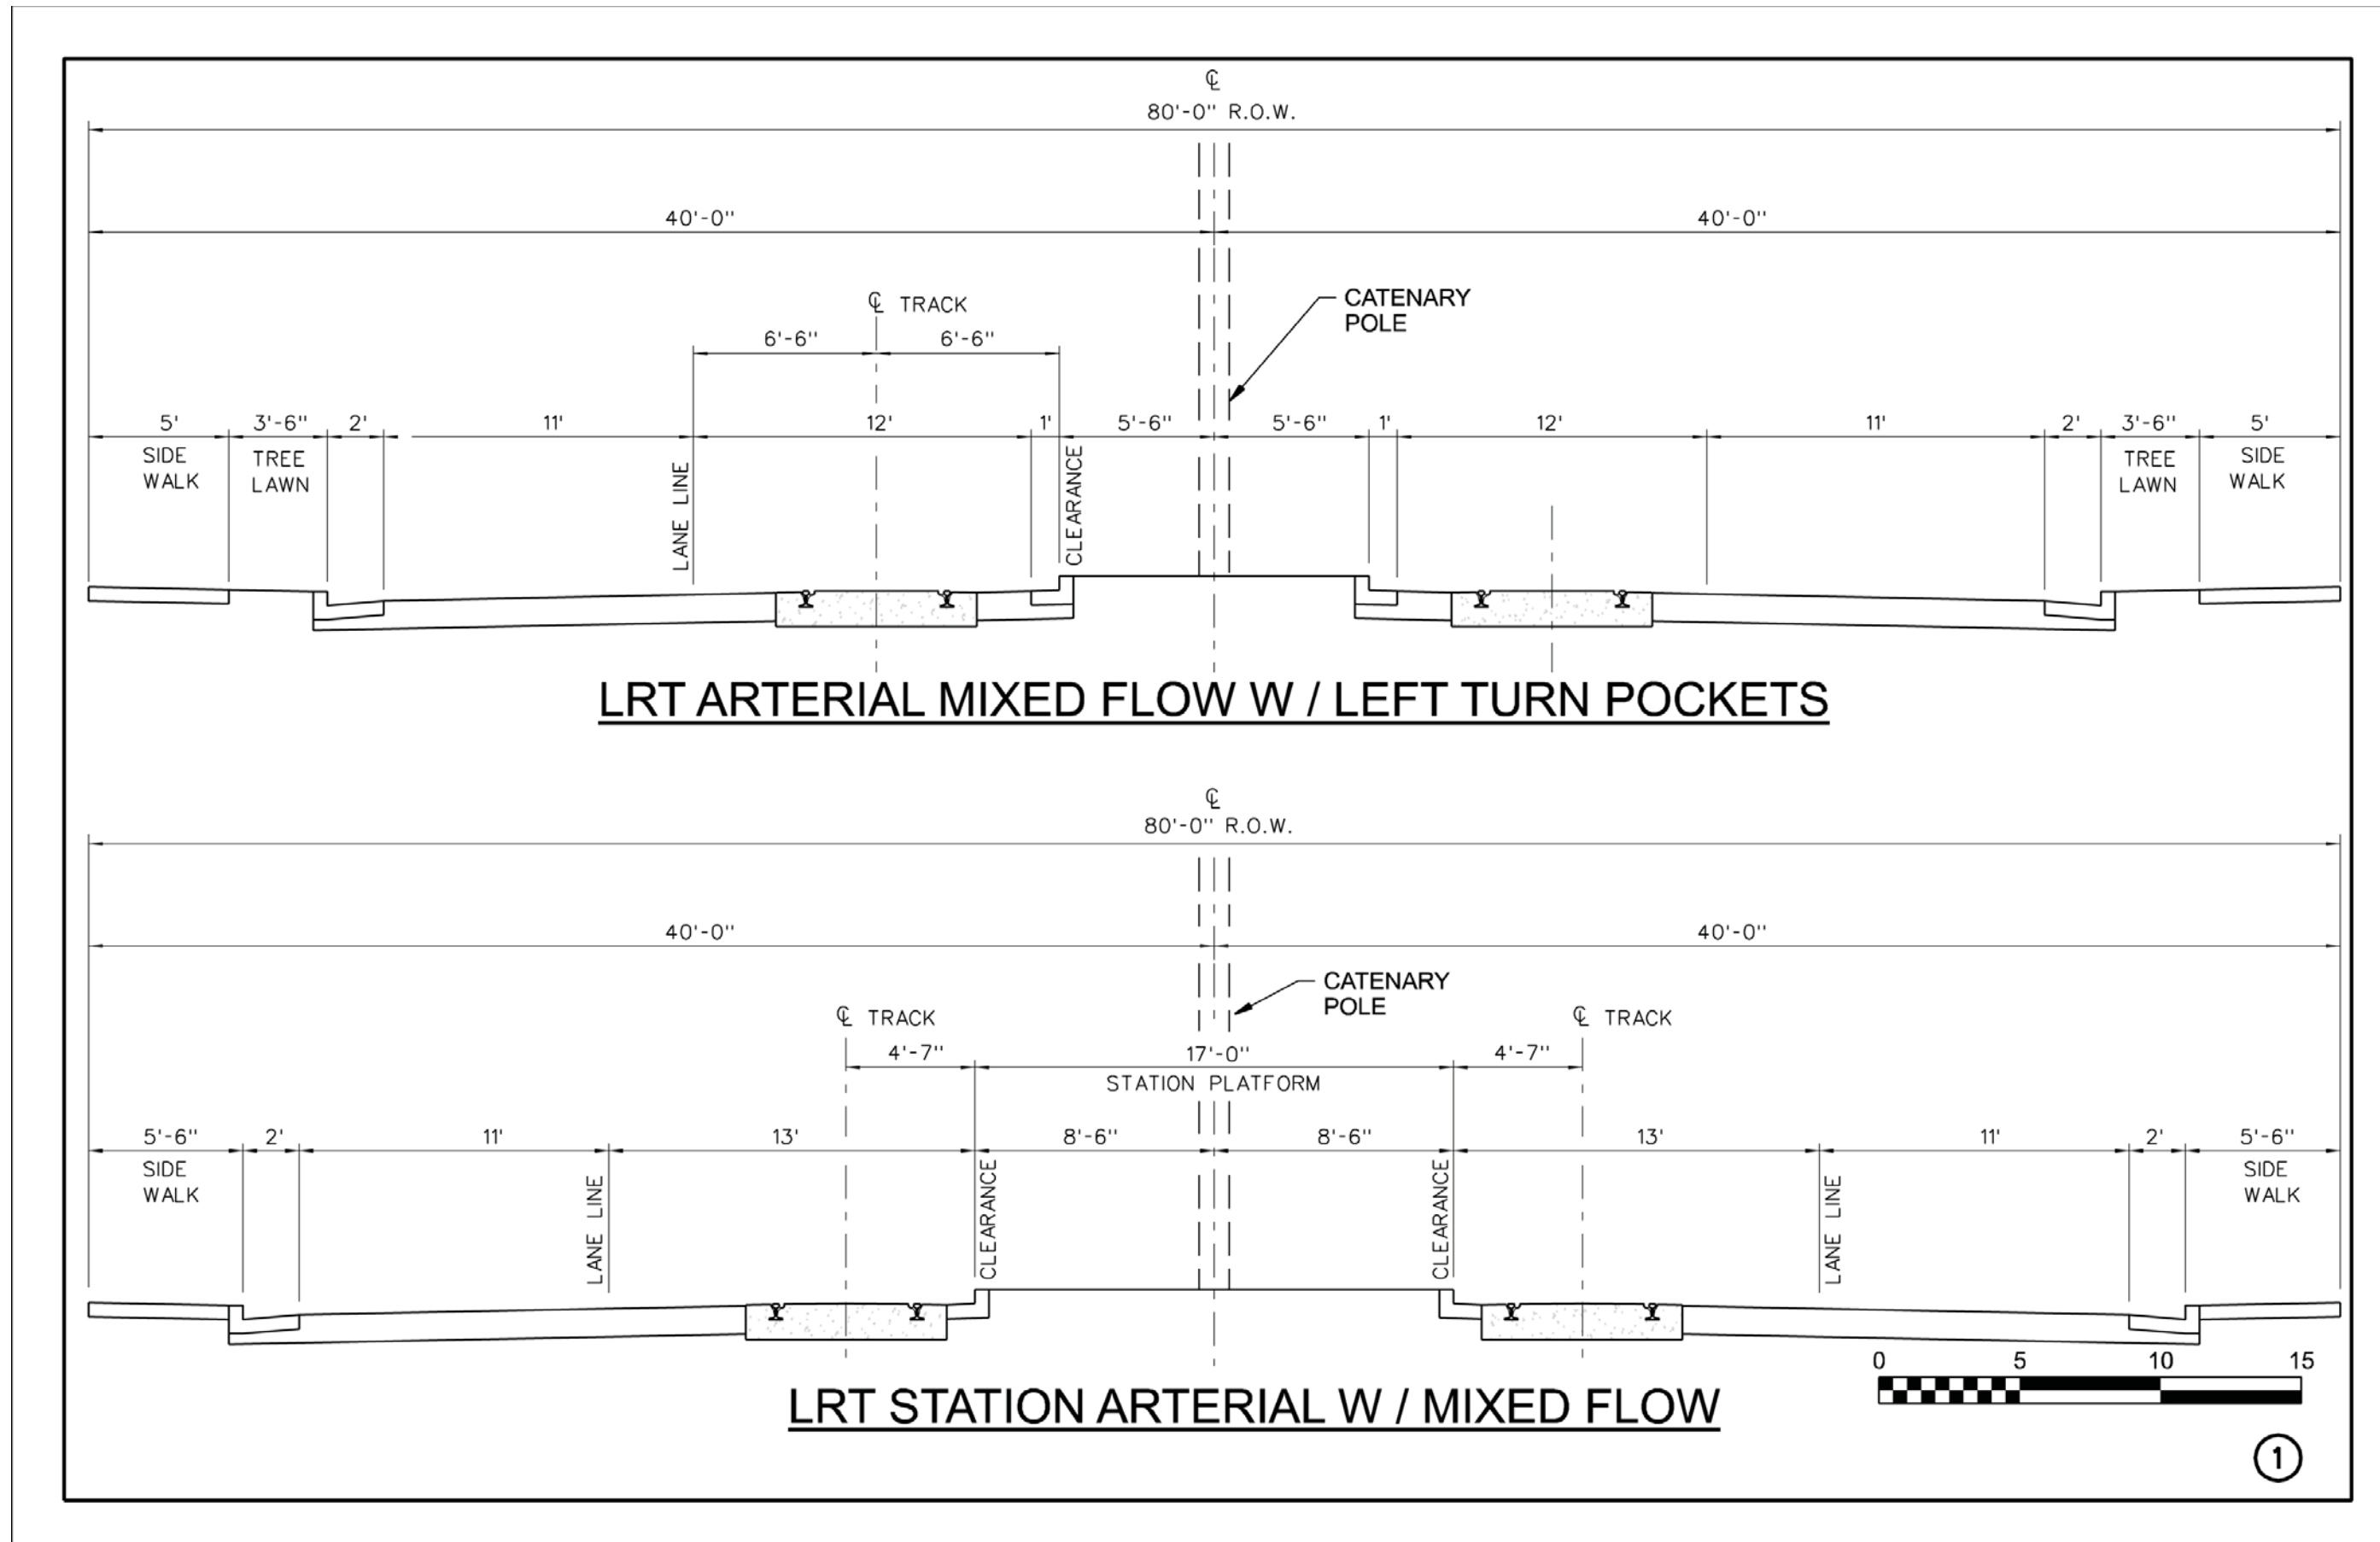 ℄
80'-0" R.O.W.
40'-0" 40'-0"
℄ TRACK
CATENARY
POLE
6'-6" 6'-6"
5' 3'-6" 2' 11' 12' 1' 5'-6" 5'-6" 1' 12' 11' 2' 3'-6" 5'
SIDE
WALK
TREE
LAWN
LANE LINE
CLEARANCE
TREE
LAWN
SIDE
WALK
LRT ARTERIAL MIXED FLOW W / LEFT TURN POCKETS
℄
80'-0" R.O.W.
40'-0" 40'-0"
CATENARY
POLE
℄ TRACK ℄ TRACK
4'-7" 17'-0" 4'-7"
STATION PLATFORM
5'-6" 2' 11' 13' 8'-6" 8'-6" 13' 11' 2' 5'-6"
SIDE
WALK
LANE LINE
CLEARANCE
CLEARANCE
LANE LINE
SIDE
WALK
0 5 10 15
LRT STATION ARTERIAL W / MIXED FLOW
1